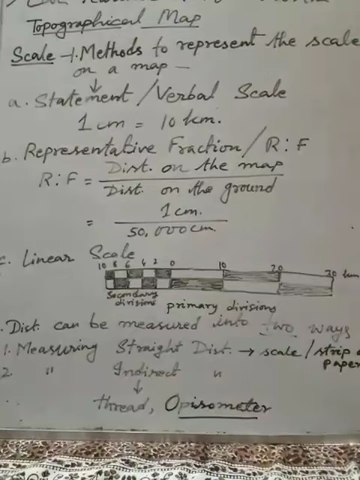 Topographical Map
Scale → 1. Methods to represent the scale
on a map —
a. Statement / Verbal Scale
1 cm = 10 km.
b. Representative Fraction / R:F
R:F = Dist. on the map
Dist. on the ground
= 1 cm.
50,000 cm
c. Linear Scale
10 8 6 4 2 0 10 20 30 km
Secondary
divisions primary divisions
Dist. can be measured into two ways
1. Measuring Straight Dist. → scale / strip
paper
2 " Indirect "
↓
thread, Opisometer